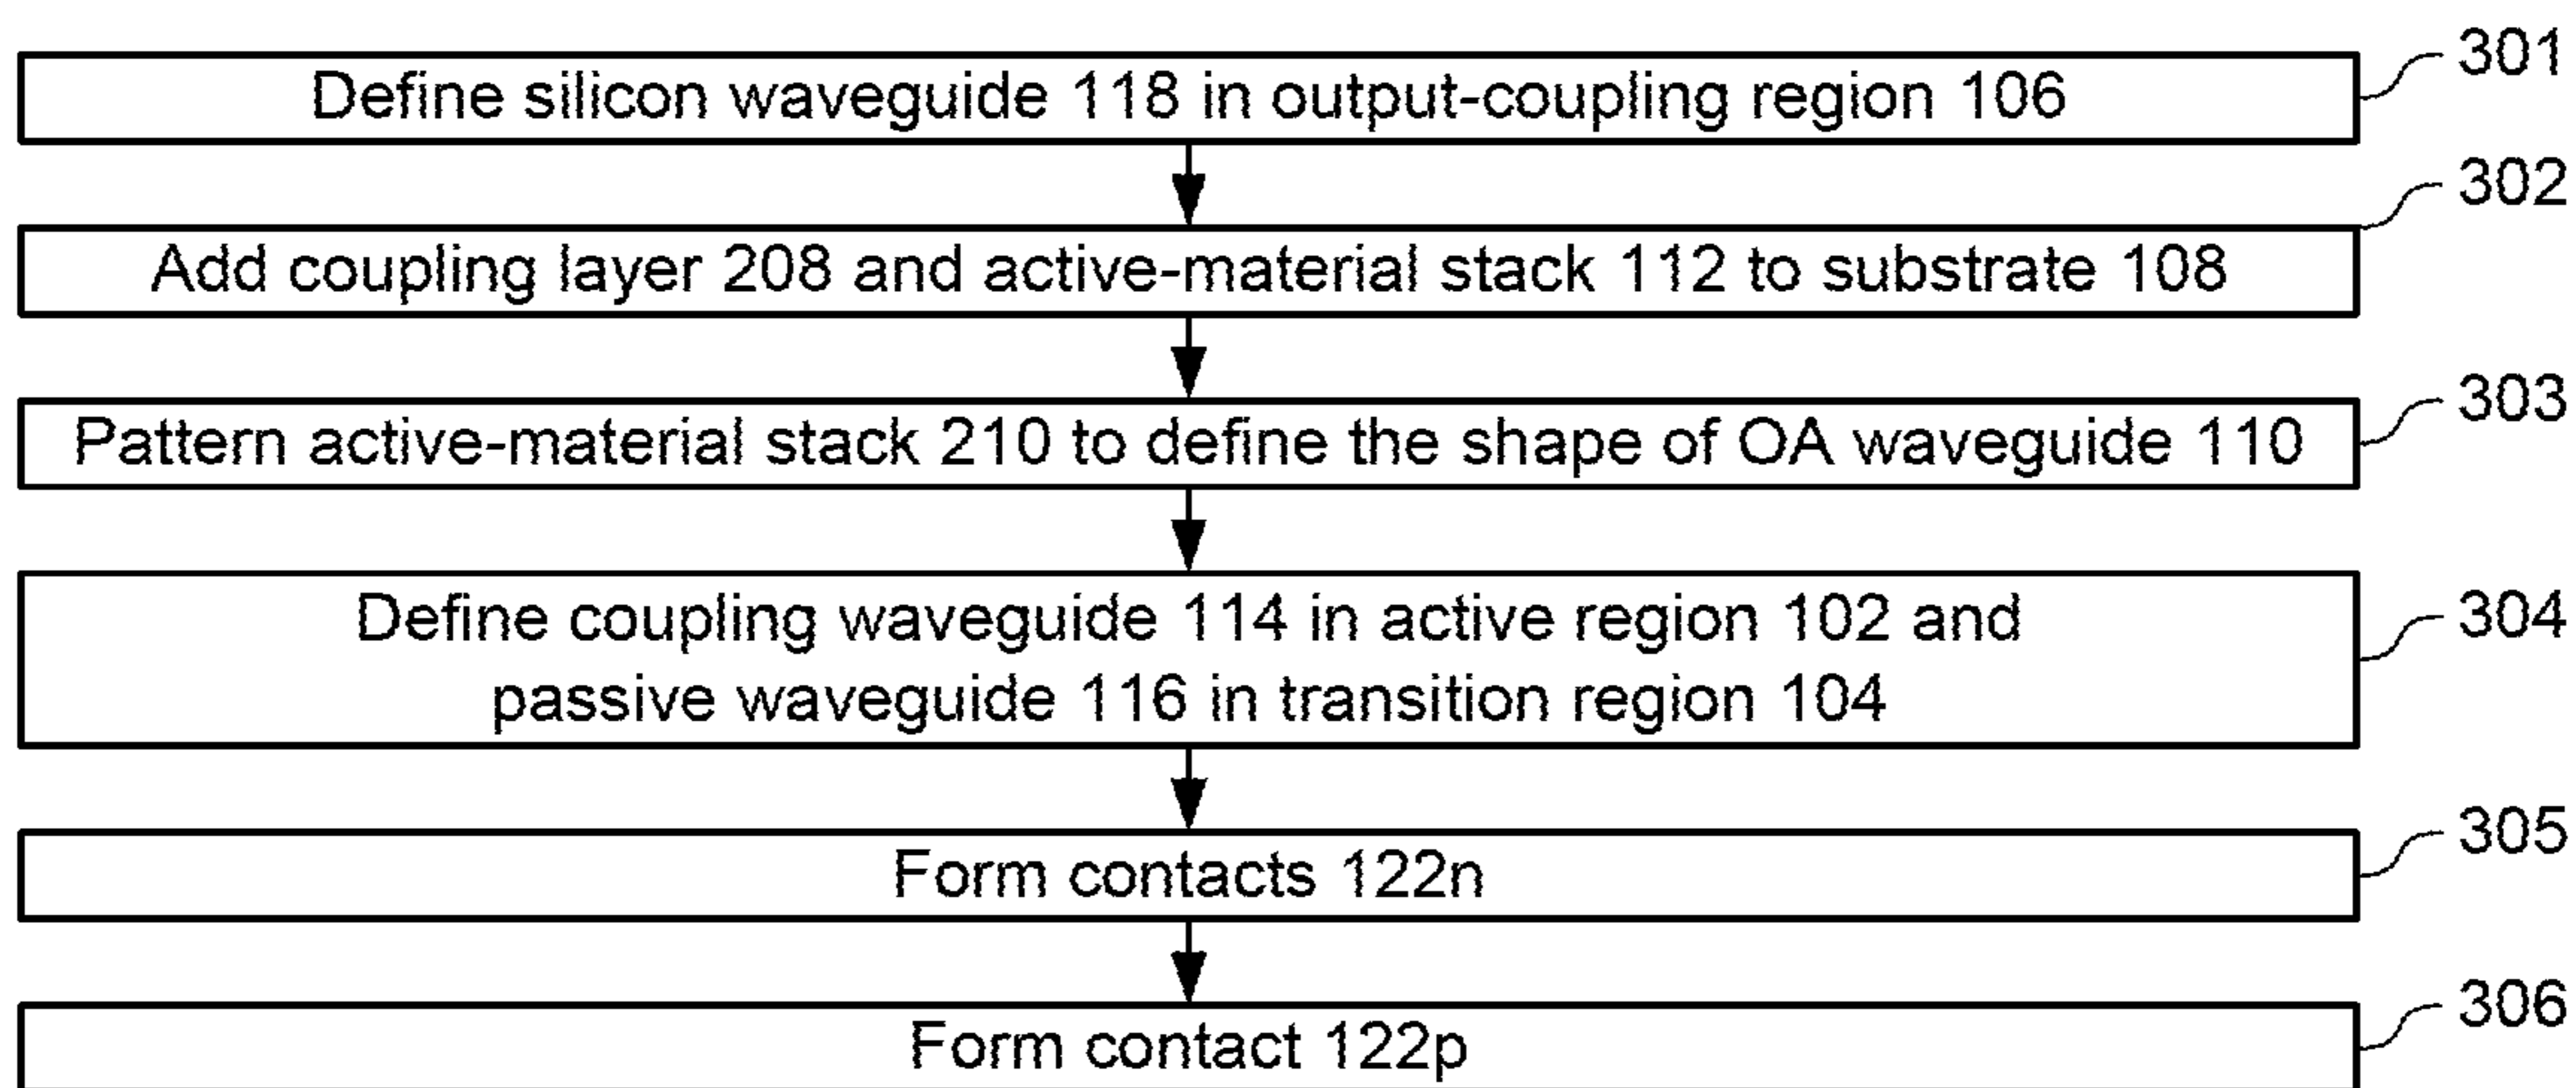 Define silicon waveguide 118 in output-coupling region 106
301
Add coupling layer 208 and active-material stack 112 to substrate 108
302
Pattern active-material stack 210 to define the shape of OA waveguide 110
303
Define coupling waveguide 114 in active region 102 and
passive waveguide 116 in transition region 104
304
Form contacts 122n
305
Form contact 122p
306